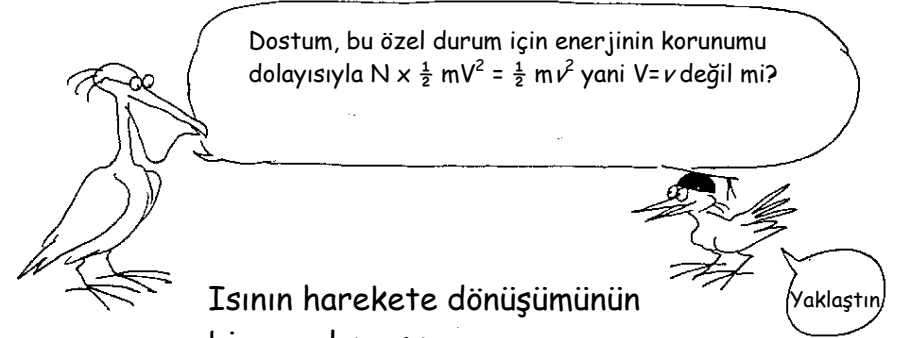 Dostum, bu özel durum için enerjinin korunumu
dolayısıyla N x ½ mV² = ½ mv² yani V=v değil mi?
Yaklaştın
Isının harekete dönüşümünün